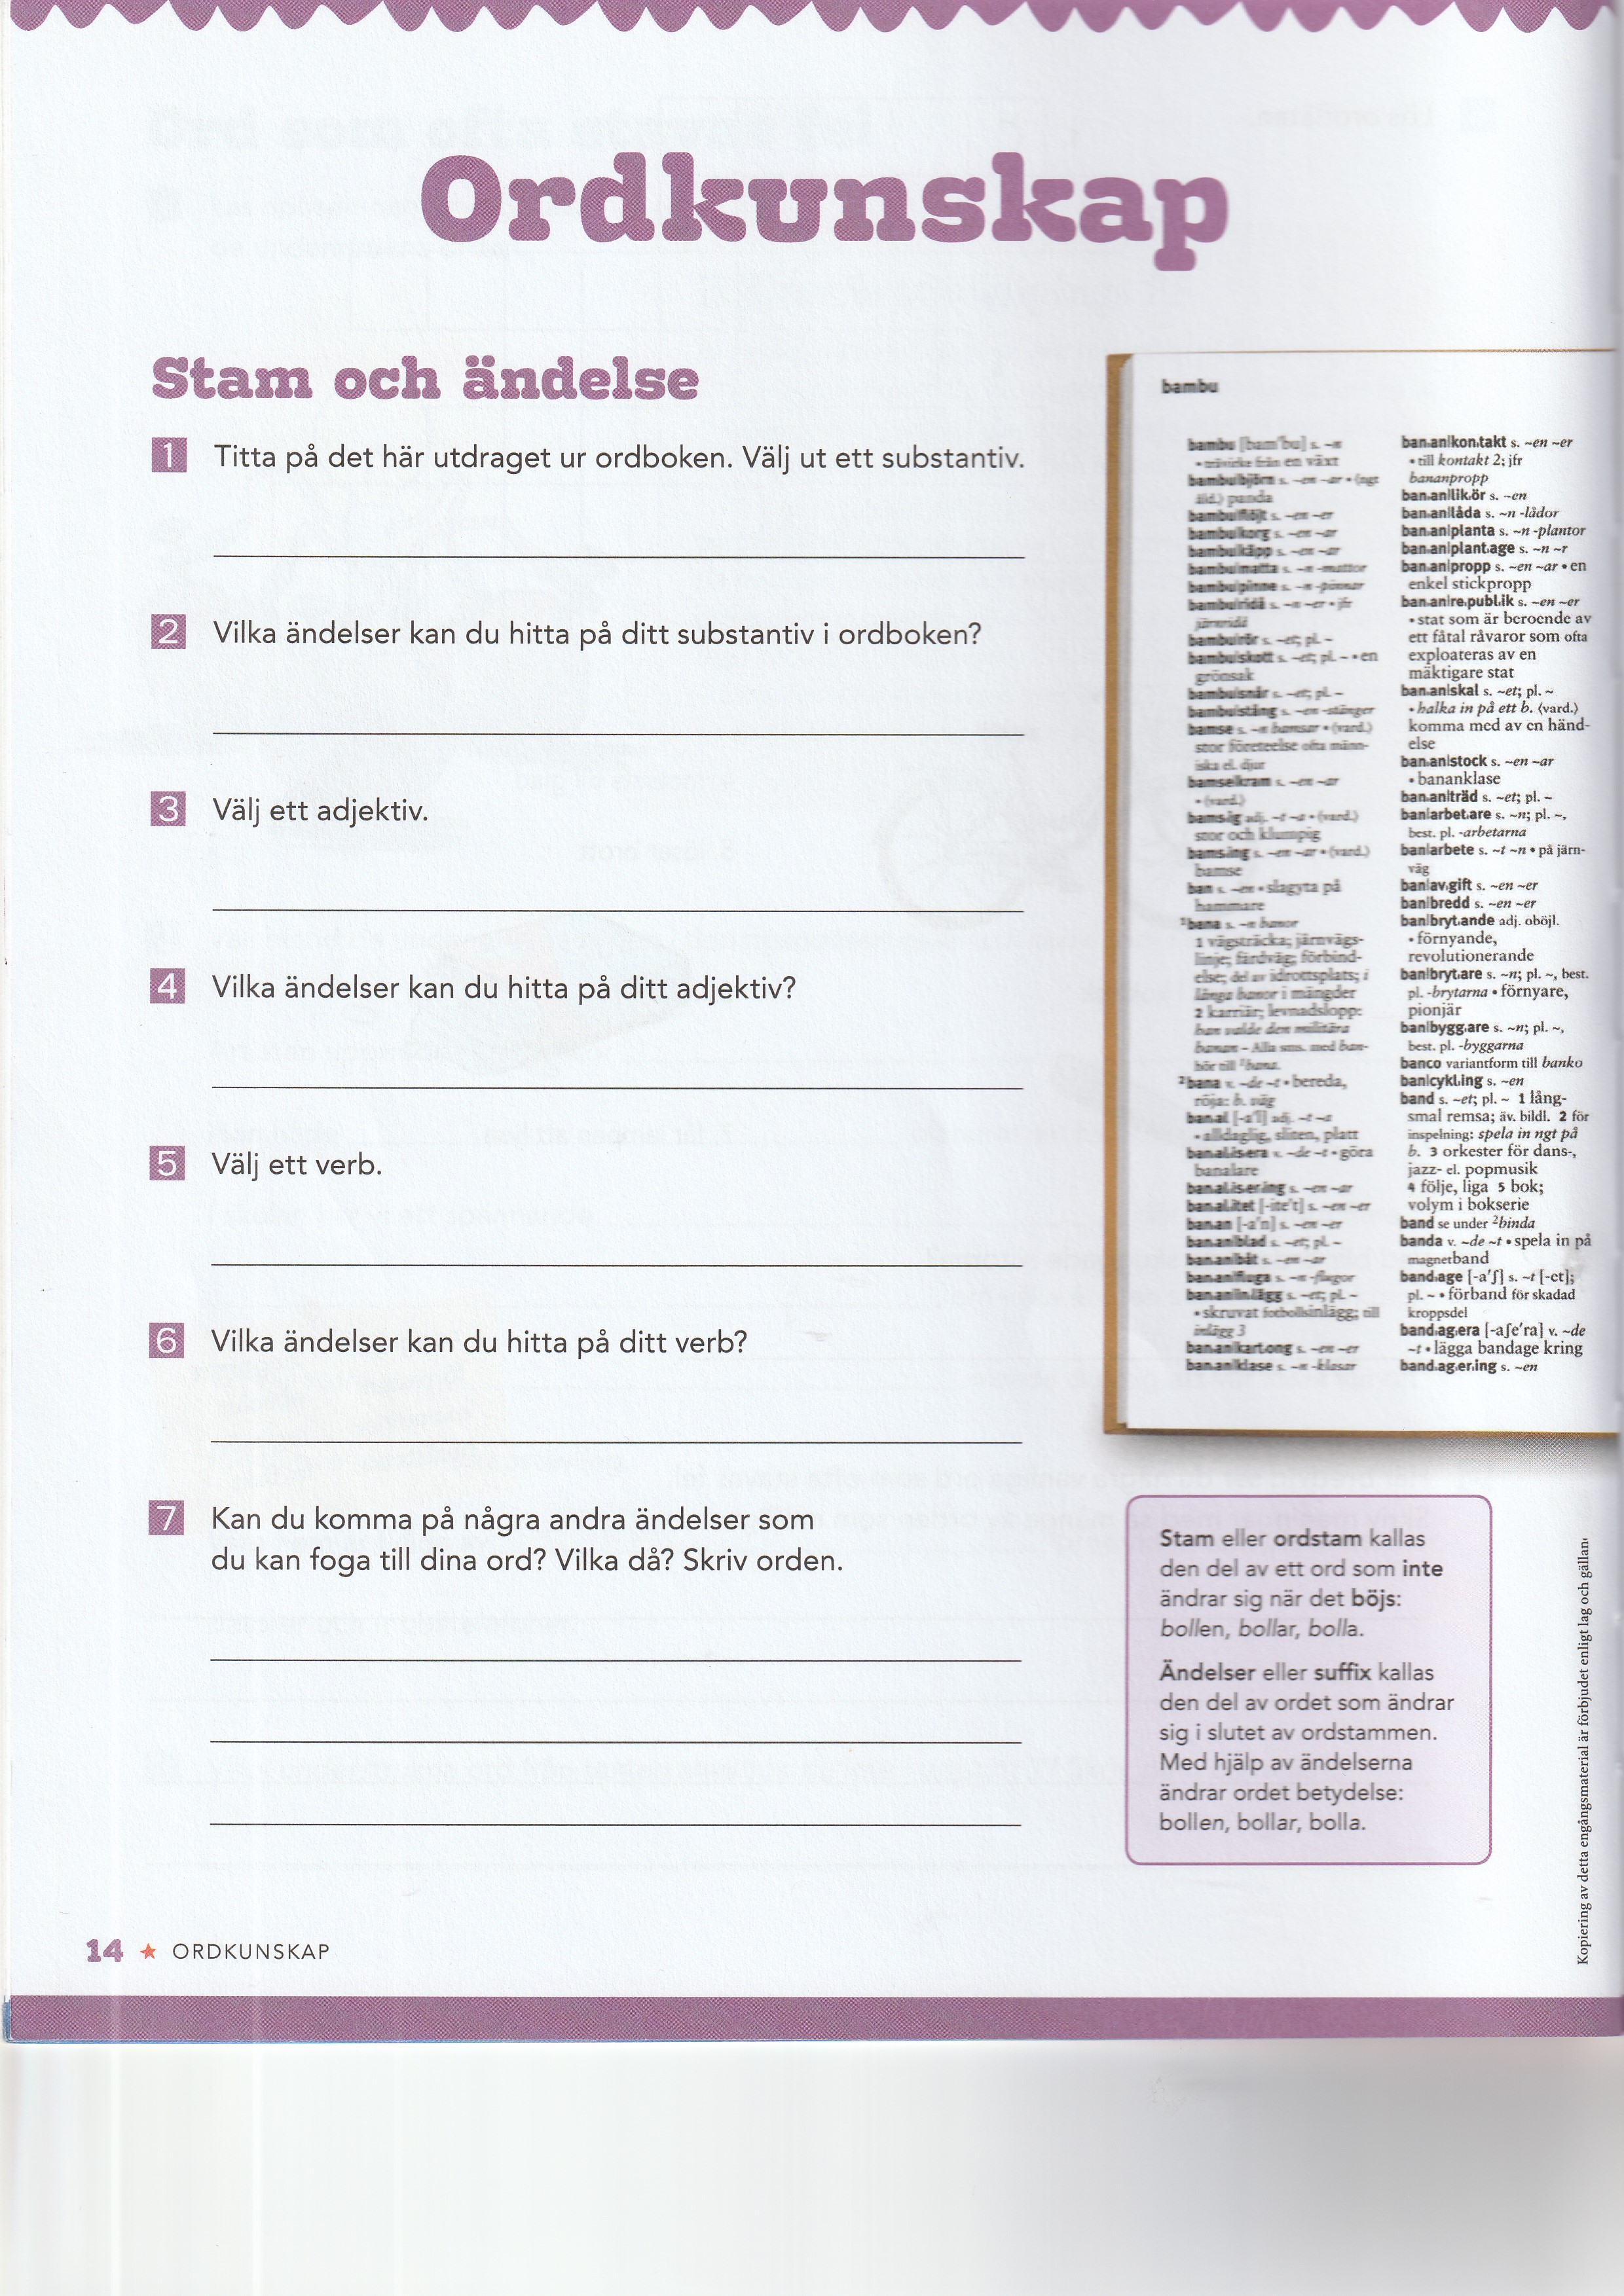 Ordkunskap
Stam och ändelse
1 Titta på det här utdraget ur ordboken. Välj ut ett substantiv.
2 Vilka ändelser kan du hitta på ditt substantiv i ordboken?
3 Välj ett adjektiv.
4 Vilka ändelser kan du hitta på ditt adjektiv?
5 Välj ett verb.
6 Vilka ändelser kan du hitta på ditt verb?
7 Kan du komma på några andra ändelser som
du kan foga till dina ord? Vilka då? Skriv orden.
bambu
bambu [bam'bu] s. ~n
• trävirke från en växt
bambu|björn s. ~en ~ar • (ngt
åld.) panda
bambu|flöjt s. ~en ~er
bambu|korg s. ~en ~ar
bambu|käpp s. ~en ~ar
bambu|matta s. ~n -mattor
bambu|pinne s. ~n -pinnar
bambu|ridå s. ~n ~er • jfr
järnridå
bambu|rör s. ~et; pl. ~
bambu|skott s. ~et; pl. ~ • en
grönsak
bambu|snår s. ~et; pl. ~
bambu|stång s. ~en -stänger
bamse s. ~n bamsar • (vard.)
stor företeelse ofta männ-
iska el. djur
bamse|kram s. ~en ~ar
• (vard.)
bams.ig adj. ~t ~a • (vard.)
stor och klumpig
bams.ing s. ~en ~ar • (vard.)
bamse
ban s. ~en • slagyta på
hammare
¹bana s. ~n banor
1 vägsträcka; järnvägs-
linje; färdväg; förbind-
else; del av idrottsplats; i
långa banor i mängder
2 karriär; levnadslopp:
han valde den militära
banan – Alla sms. med ban-
hör till ¹bana.
²bana v. ~de ~t • bereda,
röja: b. väg
ban.al [-a'l] adj. ~t ~a
• alldaglig, sliten, platt
ban.al.isera v. ~de ~t • göra
banalare
ban.al.iser.ing s. ~en ~ar
ban.al.itet [-ite't] s. ~en ~er
ban.an [-a'n] s. ~en ~er
ban.an|blad s. ~et; pl. ~
ban.an|båt s. ~en ~ar
ban.an|fluga s. ~n -flugor
ban.an|in.lägg s. ~et; pl. ~
• skruvat fotbollsinlägg; till
inlägg 3
ban.an|kart.ong s. ~en ~er
ban.an|klase s. ~n -klasar
ban.an|kon.takt s. ~en ~er
• till kontakt 2; jfr
bananpropp
ban.an|lik.ör s. ~en
ban.an|låda s. ~n -lådor
ban.an|planta s. ~n -plantor
ban.an|plant.age s. ~n ~r
ban.an|propp s. ~en ~ar • en
enkel stickpropp
ban.an|re.publ.ik s. ~en ~er
• stat som är beroende av
ett fåtal råvaror som ofta
exploateras av en
mäktigare stat
ban.an|skal s. ~et; pl. ~
• halka in på ett b. ⟨vard.⟩
komma med av en händ-
else
ban.an|stock s. ~en ~ar
• bananklase
ban.an|träd s. ~et; pl. ~
ban|arbet.are s. ~n; pl. ~,
best. pl. -arbetarna
ban|arbete s. ~t ~n • på järn-
väg
ban|av.gift s. ~en ~er
ban|bredd s. ~en ~er
ban|bryt.ande adj. oböjl.
• förnyande,
revolutionerande
ban|bryt.are s. ~n; pl. ~, best.
pl. -brytarna • förnyare,
pionjär
ban|bygg.are s. ~n; pl. ~,
best. pl. -byggarna
banco variantform till banko
ban|cykl.ing s. ~en
band s. ~et; pl. ~ 1 lång-
smal remsa; äv. bildl. 2 för
inspelning: spela in ngt på
b. 3 orkester för dans-,
jazz- el. popmusik
4 följe, liga 5 bok;
volym i bokserie
band se under ²binda
banda v. ~de ~t • spela in på
magnetband
band.age [-a'ʃ] s. ~t [-et];
pl. ~ • förband för skadad
kroppsdel
band.ag.era [-aʃe'ra] v. ~de
~t • lägga bandage kring
band.ag.er.ing s. ~en
Stam eller ordstam kallas
den del av ett ord som inte
ändrar sig när det böjs:
bollen, bollar, bolla.
Ändelser eller suffix kallas
den del av ordet som ändrar
sig i slutet av ordstammen.
Med hjälp av ändelserna
ändrar ordet betydelse:
bollen, bollar, bolla.
Kopiering av detta engångsmaterial är förbjudet enligt lag och gällan
14 ★ ORDKUNSKAP